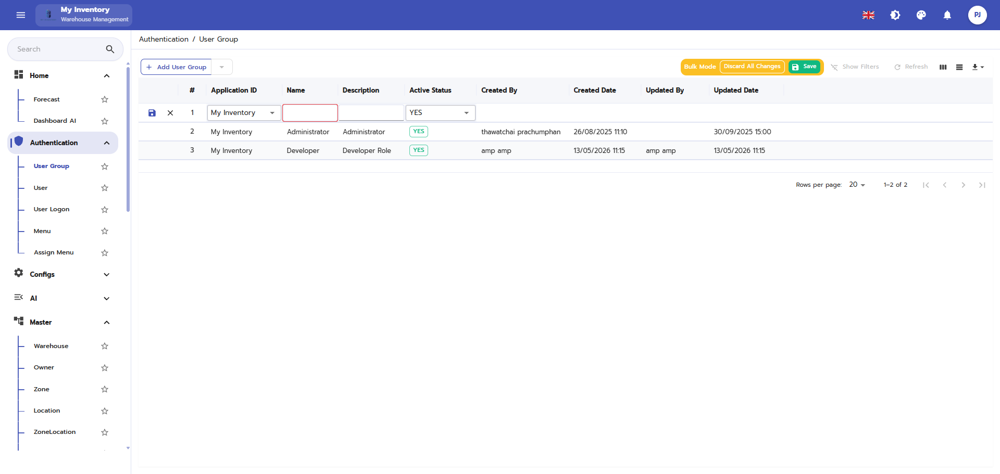 My Inventory
Warehouse Management
PJ
Search
Home
Forecast
Dashboard AI
Authentication
User Group
User
User Logon
Menu
Assign Menu
Configs
AI
Master
Warehouse
Owner
Zone
Location
ZoneLocation
Authentication / User Group
Add User Group
Bulk Mode Discard All Changes Save Show Filters Refresh
# Application ID Name Description Active Status Created By Created Date Updated By Updated Date
1 My Inventory YES
2 My Inventory Administrator Administrator YES thawatchai prachumphan 26/08/2025 11:10 30/09/2025 15:00
3 My Inventory Developer Developer Role YES amp amp 13/05/2026 11:15 amp amp 13/05/2026 11:15
Rows per page: 20 1–2 of 2